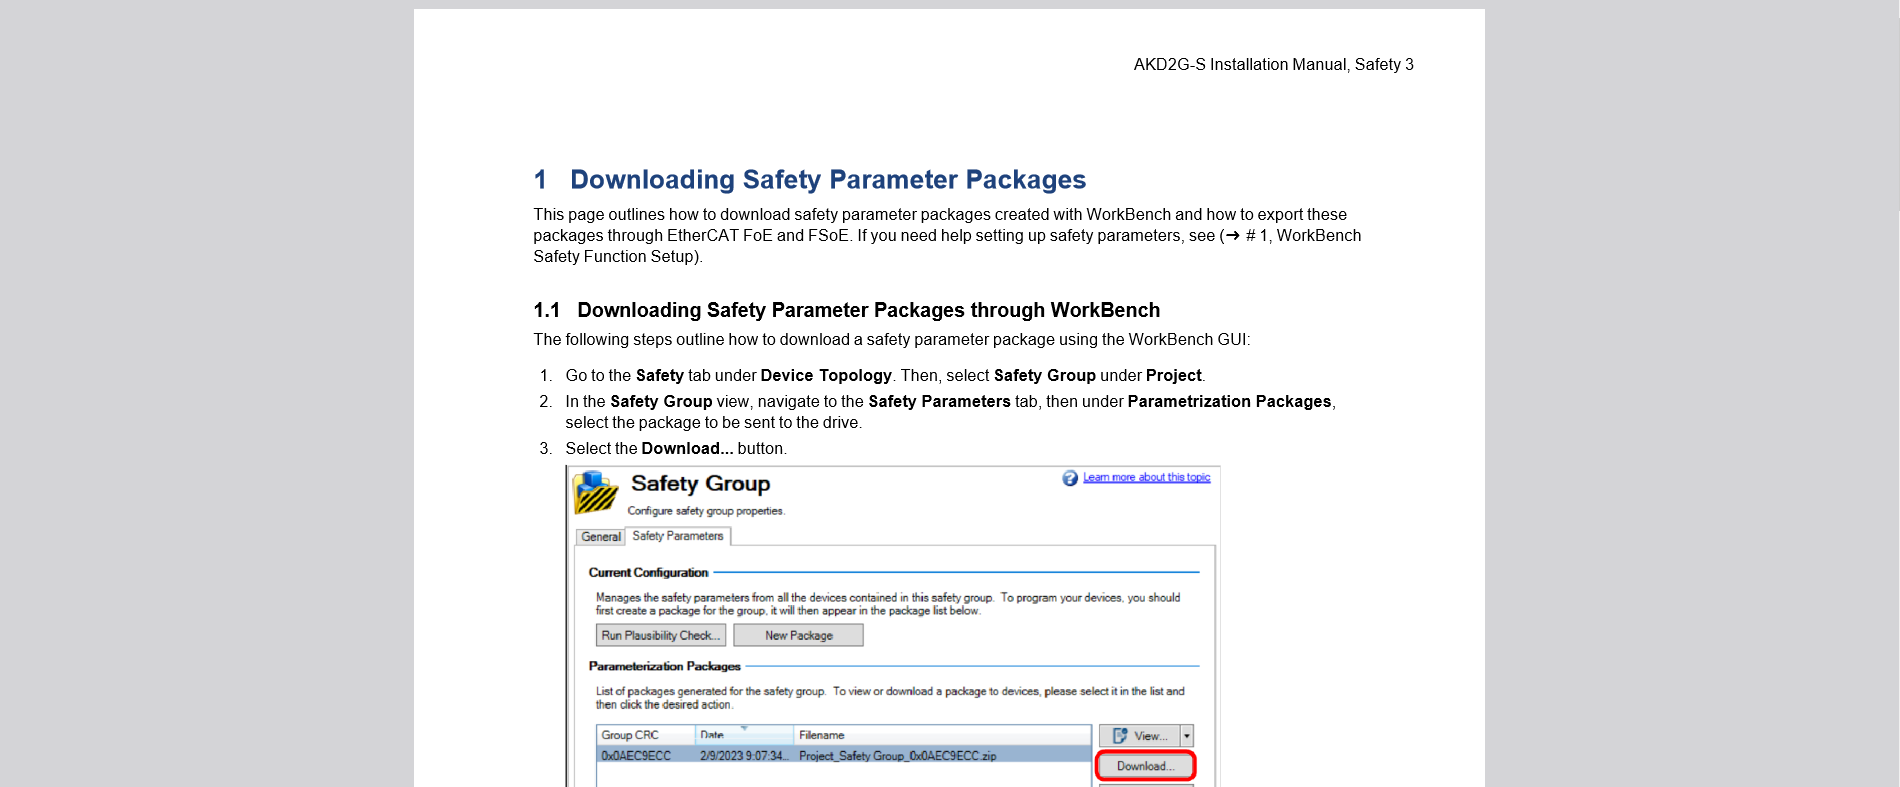 AKD2G-S Installation Manual, Safety 3
1 Downloading Safety Parameter Packages
This page outlines how to download safety parameter packages created with WorkBench and how to export these
packages through EtherCAT FoE and FSoE. If you need help setting up safety parameters, see (➜ # 1, WorkBench
Safety Function Setup).
1.1 Downloading Safety Parameter Packages through WorkBench
The following steps outline how to download a safety parameter package using the WorkBench GUI:
1. Go to the Safety tab under Device Topology. Then, select Safety Group under Project.
2. In the Safety Group view, navigate to the Safety Parameters tab, then under Parametrization Packages,
select the package to be sent to the drive.
3. Select the Download... button.
Safety Group
Learn more about this topic
Configure safety group properties.
General Safety Parameters
Current Configuration
Manages the safety parameters from all the devices contained in this safety group. To program your devices, you should
first create a package for the group, it will then appear in the package list below.
Run Plausibility Check... New Package
Parameterization Packages
List of packages generated for the safety group. To view or download a package to devices, please select it in the list and
then click the desired action.
Group CRC Date Filename View...
0x0AEC9ECC 2/9/2023 9:07:34... Project_Safety Group_0x0AEC9ECC.zip
Download...